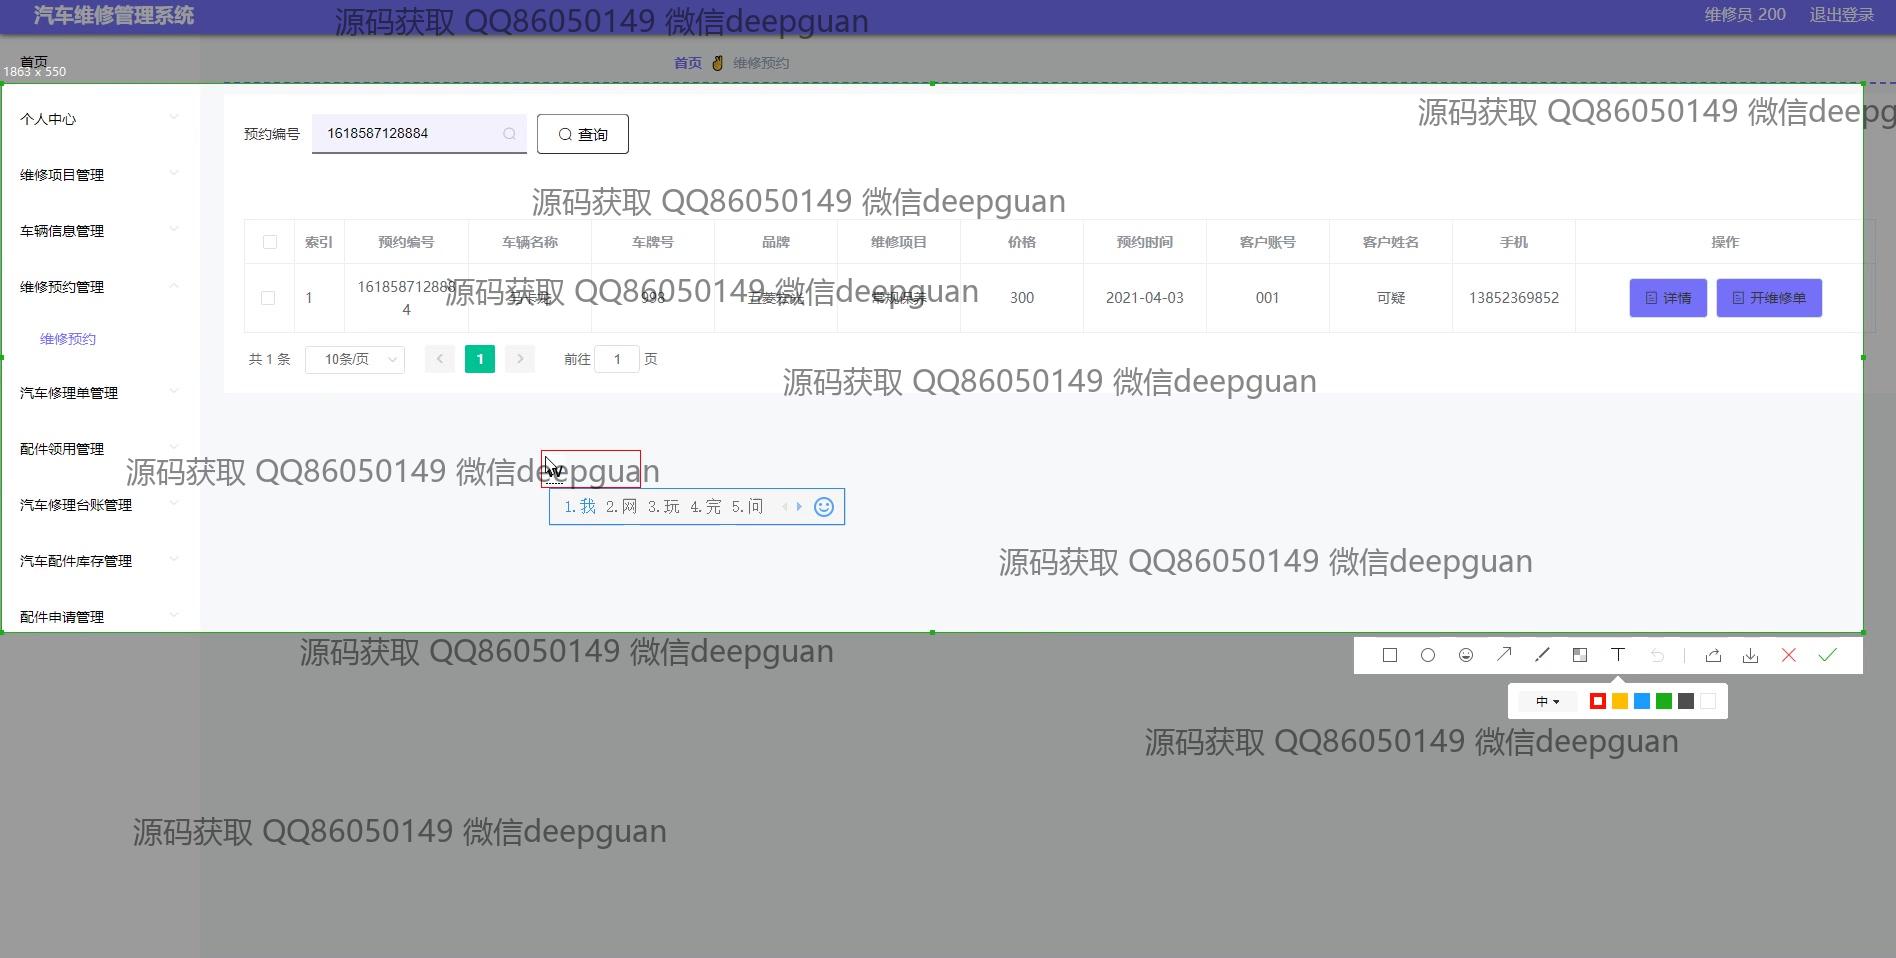 汽车维修管理系统
源码获取 QQ86050149 微信deepguan
维修员 200 退出登录
首页
首页 维修预约
1863 x 550
个人中心
预约编号 1618587128884 查询
源码获取 QQ86050149 微信deepg
维修项目管理
源码获取 QQ86050149 微信deepguan
车辆信息管理
索引 预约编号 车辆名称 车牌号 品牌 维修项目 价格 预约时间 客户账号 客户姓名 手机 操作
维修预约管理
源码获取 QQ86050149 微信deepguan
1 1618587128884 998 常规保养 300 2021-04-03 001 可疑 13852369852 详情 开维修单
维修预约
共 1 条 10条/页 1 前往 1 页
源码获取 QQ86050149 微信deepguan
汽车修理单管理
配件领用管理
源码获取 QQ86050149 微信deepguan
w
汽车修理台账管理
1.我 2.网 3.玩 4.完 5.问
汽车配件库存管理
源码获取 QQ86050149 微信deepguan
配件申请管理
源码获取 QQ86050149 微信deepguan
中
源码获取 QQ86050149 微信deepguan
源码获取 QQ86050149 微信deepguan